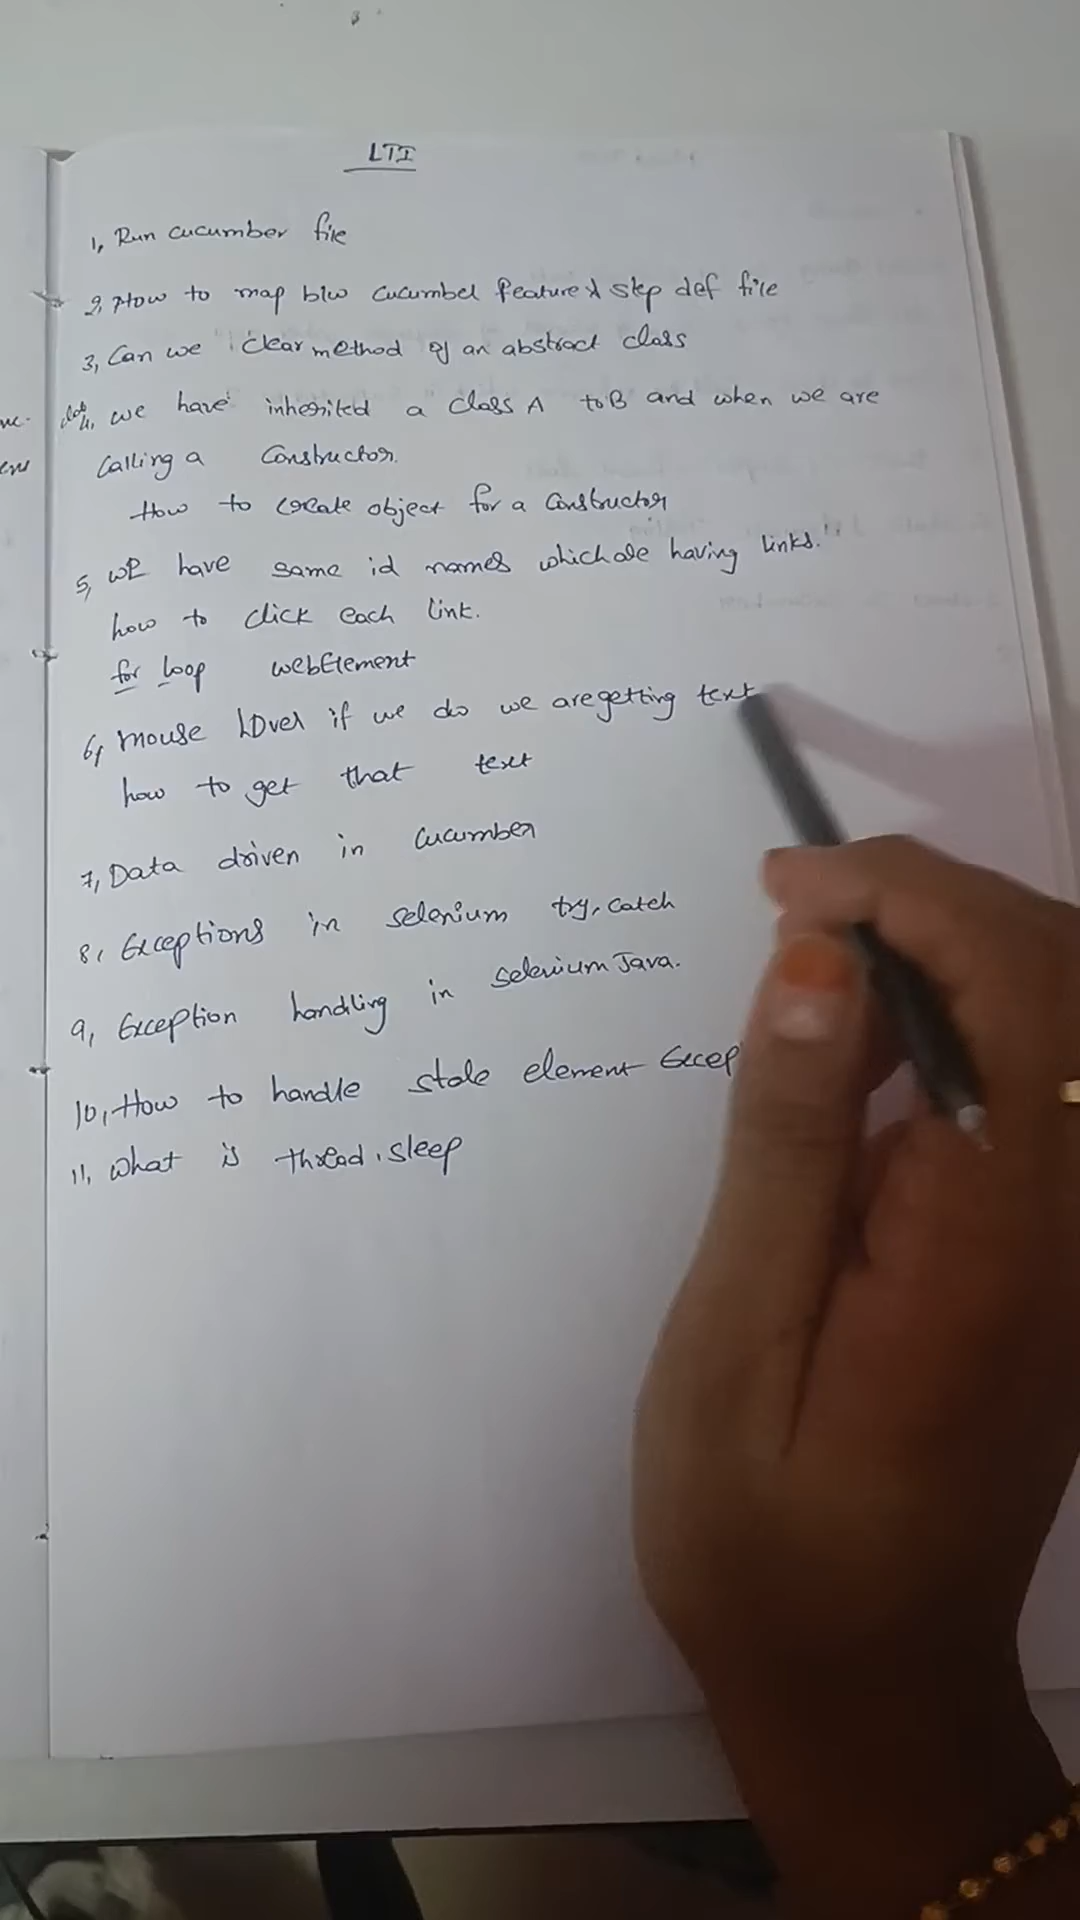 LTI
1, Run cucumber file
2, How to map b/w cucumber feature & step def file
3, Can we clear method of an abstract class
4, we have inherited a class A to B and when we are
calling a constructor.
How to create object for a constructor
5, we have same id names which are having links.
how to click each link.
for loop webElement
6, mouse hover if we do we are getting text
how to get that text
7, Data driven in cucumber
8, Exceptions in selenium try, catch
9, Exception handling in selenium Java.
10, How to handle stale element Excep
11, what is thread.sleep